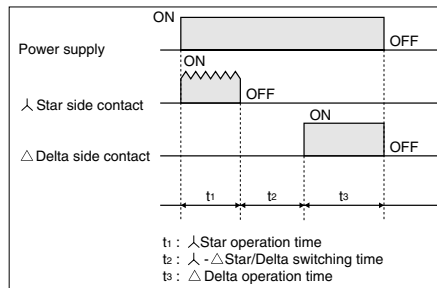 ON
Power supply
OFF
ON
⅄ Star side contact
OFF
ON
△ Delta side contact
OFF
t1 t2 t3
t1 : ⅄Star operation time
t2 : ⅄ - △Star/Delta switching time
t3 : △ Delta operation time